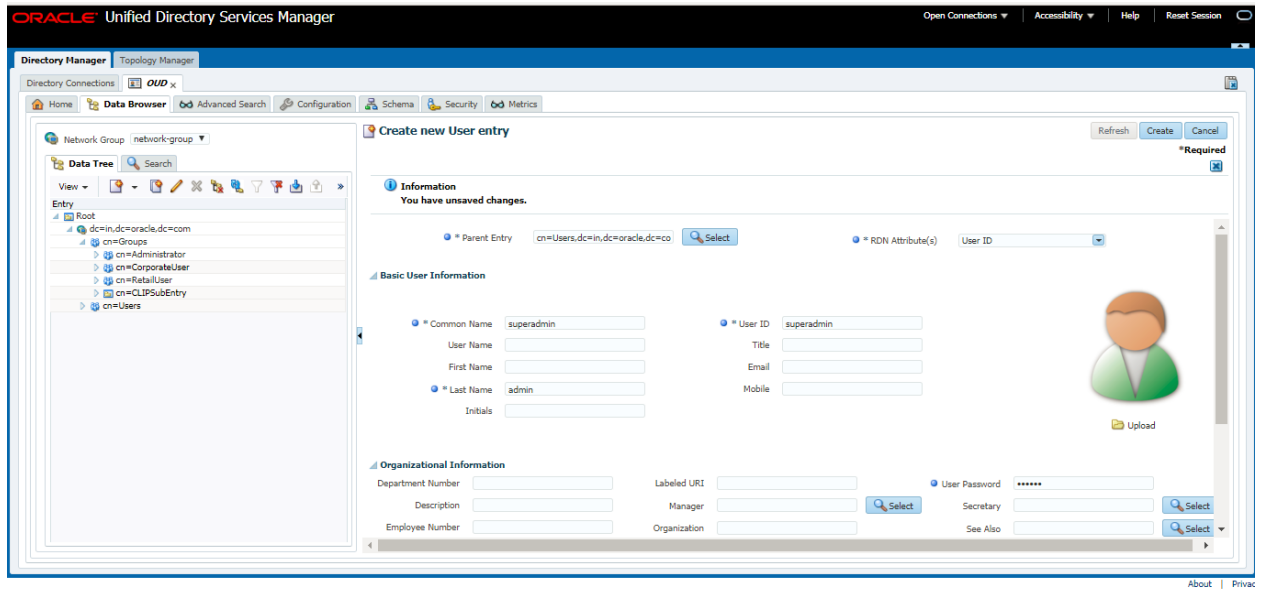 ORACLE Unified Directory Services Manager
Open Connections Accessibility Help Reset Session
Directory Manager Topology Manager
Directory Connections OUD x
Home Data Browser Advanced Search Configuration Schema Security Metrics
Network Group network-group
Data Tree Search
View »
Entry
Root
dc=in,dc=oracle,dc=com
cn=Groups
cn=Administrator
cn=CorporateUser
cn=RetailUser
cn=CLIPSubEntry
cn=Users
Create new User entry
Refresh Create Cancel
*Required
Information
You have unsaved changes.
* Parent Entry cn=Users,dc=in,dc=oracle,dc=co Select * RDN Attribute(s) User ID
Basic User Information
* Common Name superadmin * User ID superadmin
User Name Title
First Name Email
* Last Name admin Mobile
Initials
Upload
Organizational Information
Department Number Labeled URI User Password ••••••
Description Manager Select Secretary Select
Employee Number Organization See Also Select
About | Privac